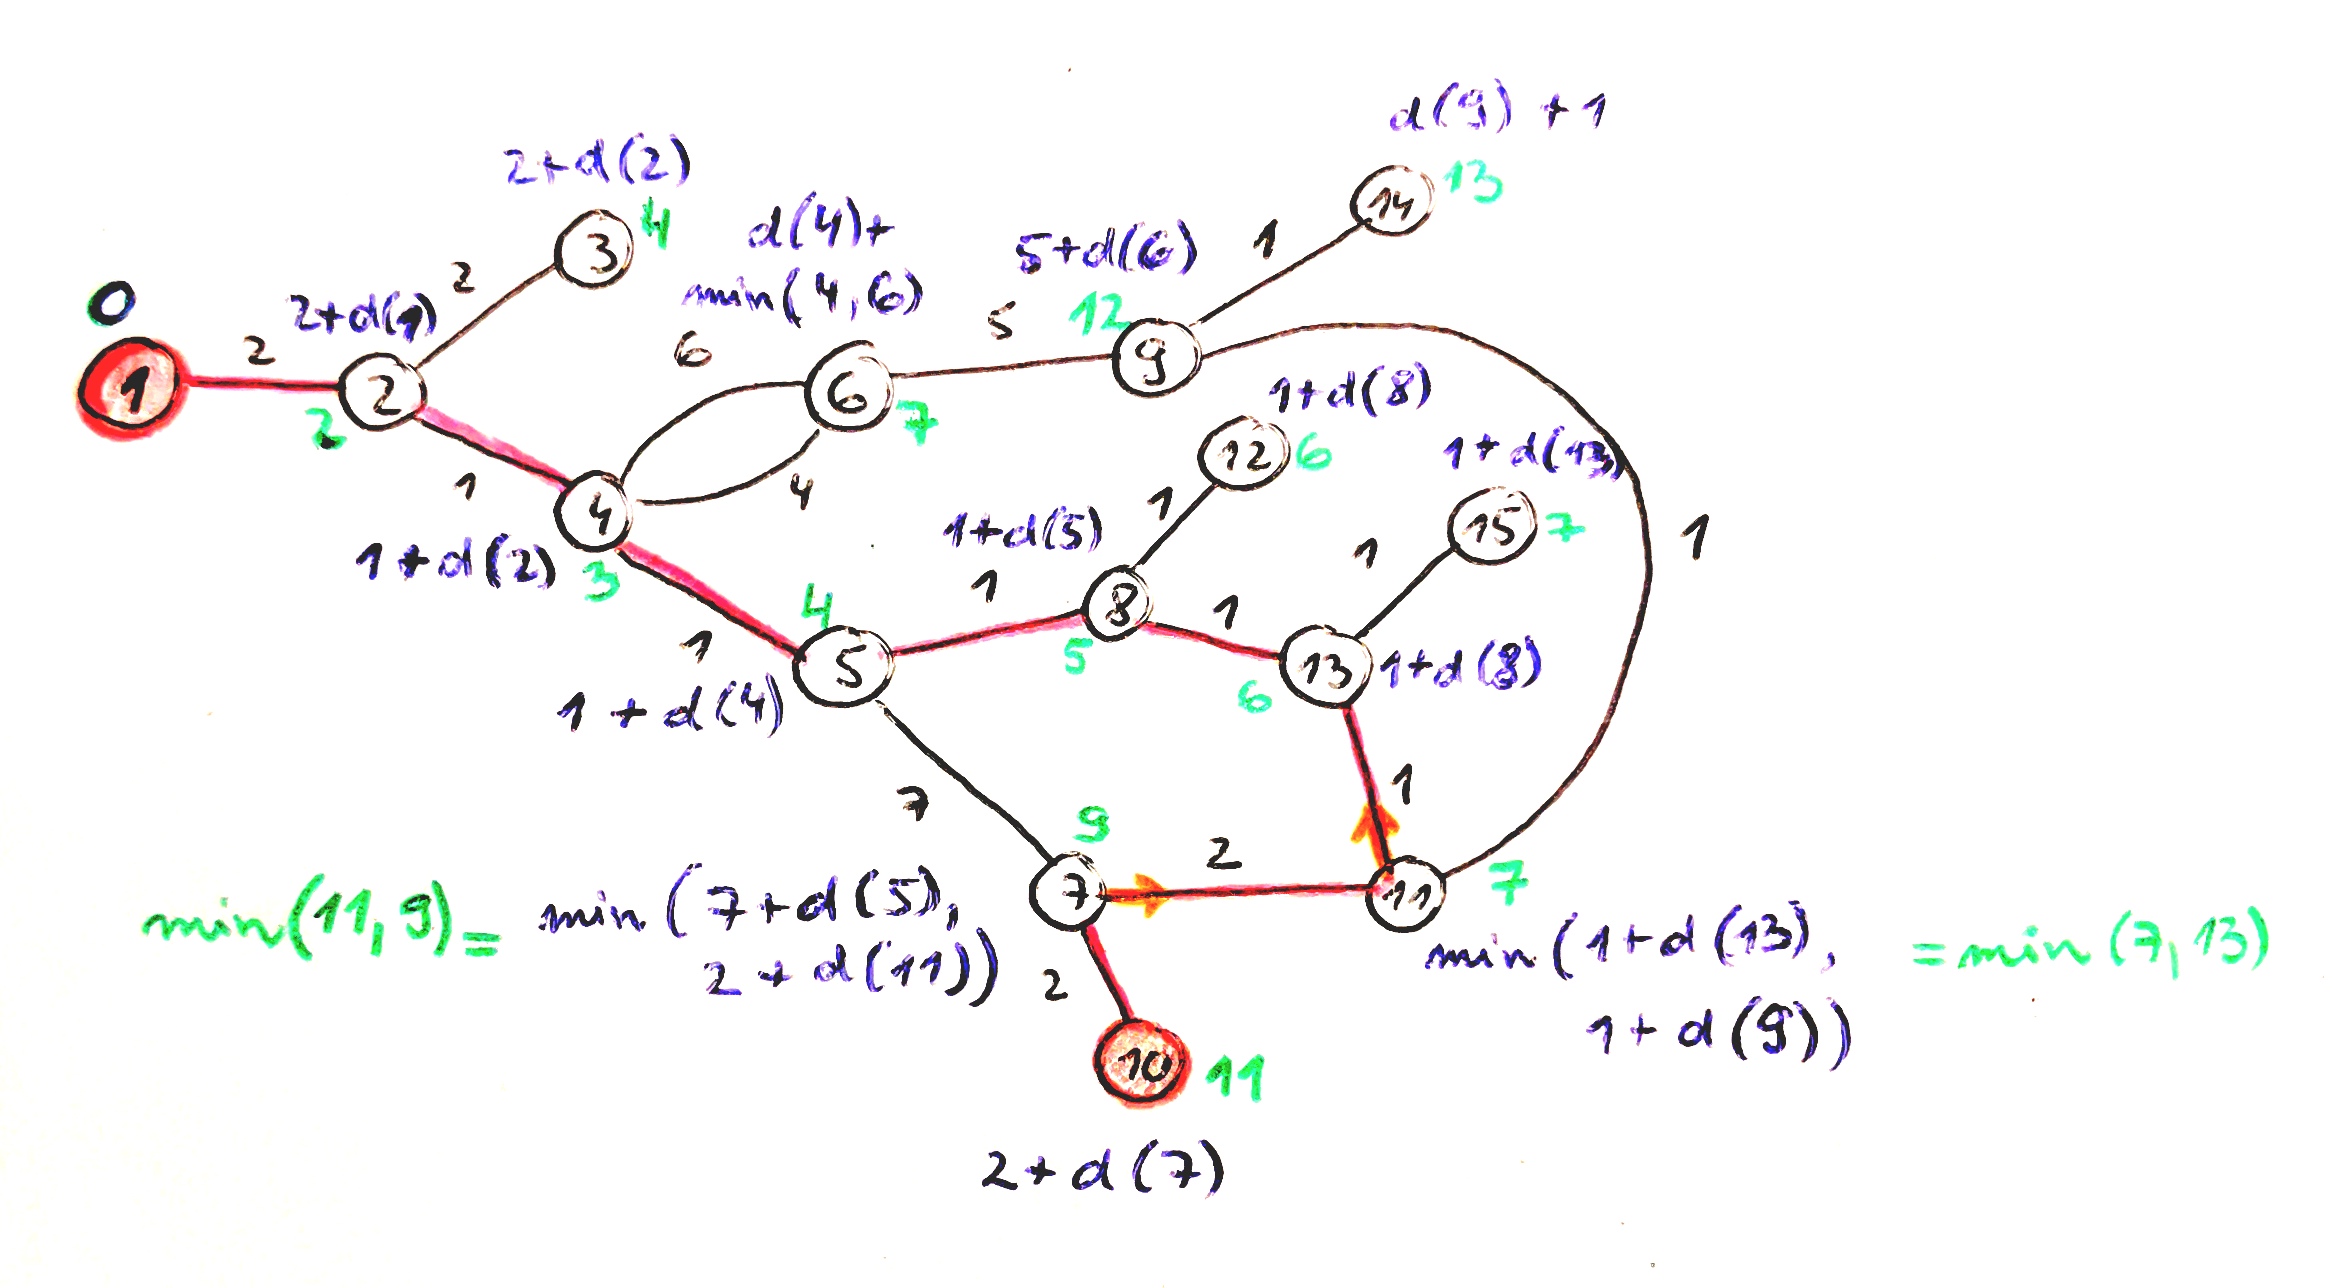 d(9) + 1
2+d(2)
14 13
3 4
d(4)+
min(4,6)
5+d(6)
1
0
2+d(1)
2
2
6
5
12
9
1
2
2
6
7
1+d(8)
12 6
1+d(13)
15 7
1
4
4
1+d(2)
3
1
1+d(5)
1
8
5
1
1
1
1
4
5
1
1+d(4)
13
6
1+d(8)
7
1
9
2
7
11
7
min(11,9)= min(7+d(5),
2+d(11))
2
min(1+d(13),
1+d(9))
=min(7,13)
10 11
2+d(7)